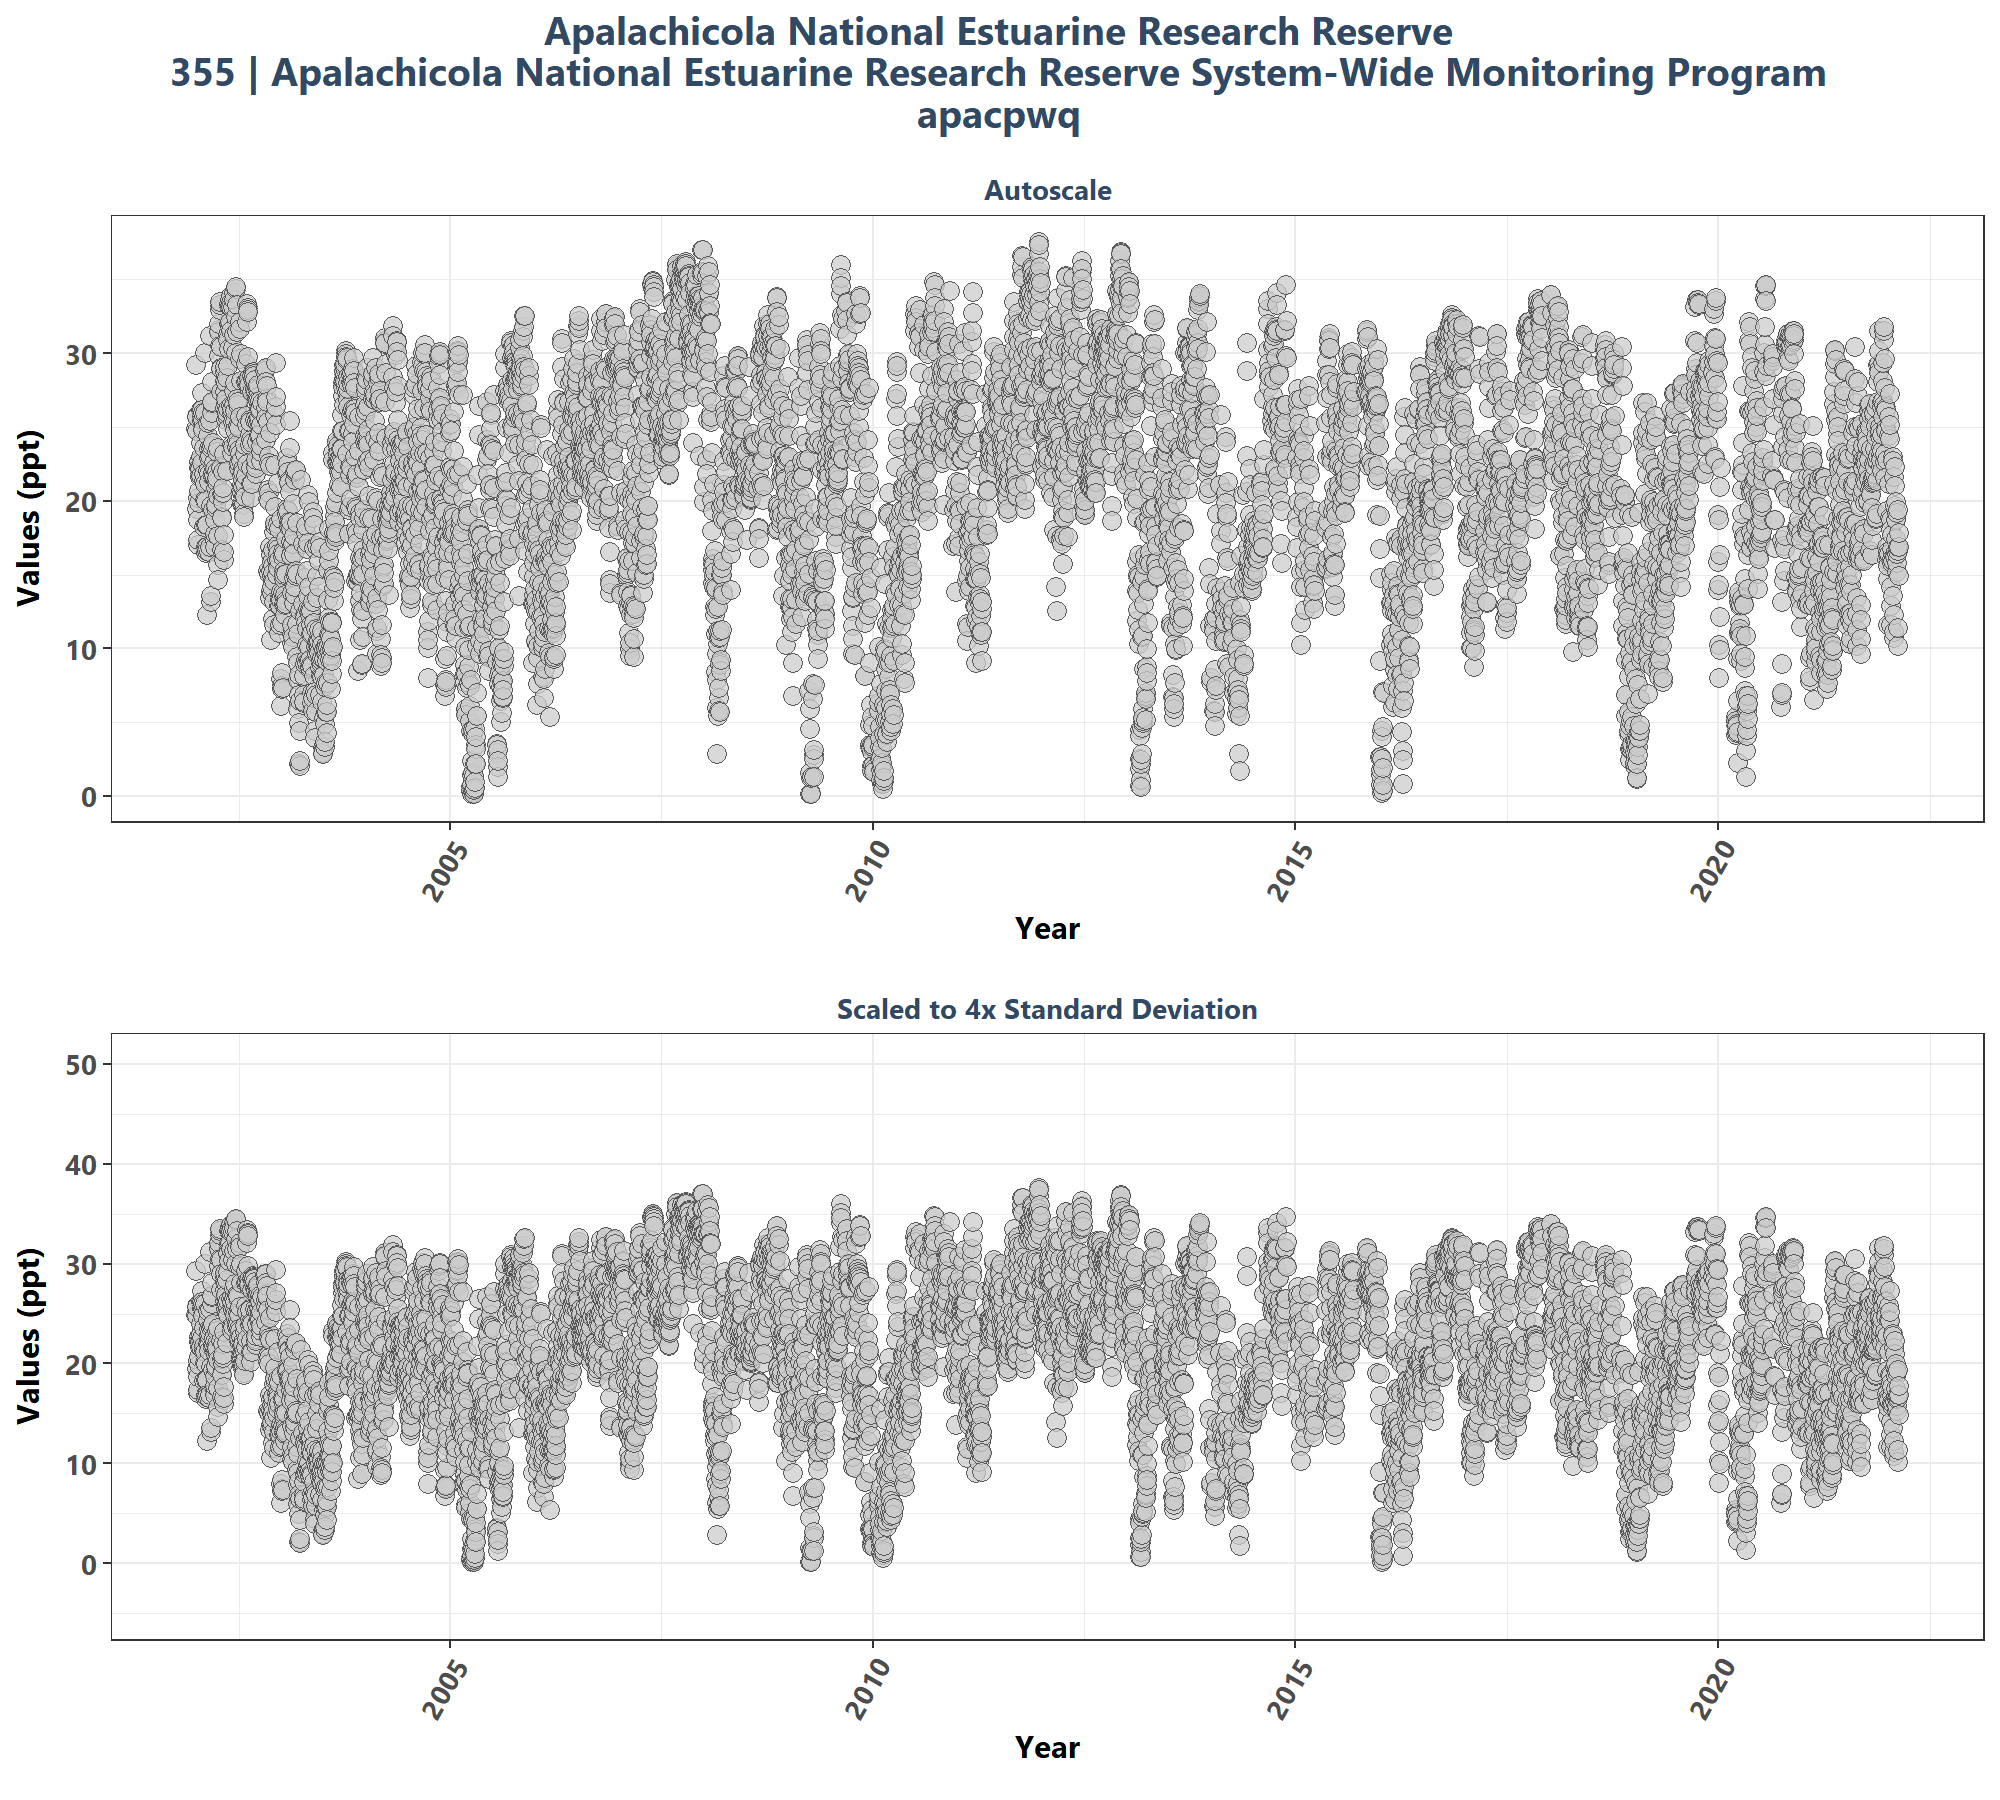 Apalachicola National Estuarine Research Reserve
355 | Apalachicola National Estuarine Research Reserve System-Wide Monitoring Program
apacpwq
Autoscale
Values (ppt)
30
20
10
0
2005
2010
2015
2020
Year
Scaled to 4x Standard Deviation
Values (ppt)
50
40
30
20
10
0
2005
2010
2015
2020
Year